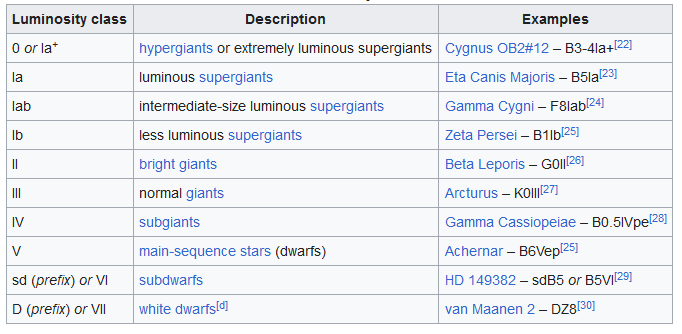 Luminosity class Description Examples
0 or Ia+ hypergiants or extremely luminous supergiants Cygnus OB2#12 – B3-4Ia+[22]
Ia luminous supergiants Eta Canis Majoris – B5Ia[23]
Iab intermediate-size luminous supergiants Gamma Cygni – F8Iab[24]
Ib less luminous supergiants Zeta Persei – B1Ib[25]
II bright giants Beta Leporis – G0II[26]
III normal giants Arcturus – K0III[27]
IV subgiants Gamma Cassiopeiae – B0.5IVpe[28]
V main-sequence stars (dwarfs) Achernar – B6Vep[25]
sd (prefix) or VI subdwarfs HD 149382 – sdB5 or B5VI[29]
D (prefix) or VII white dwarfs[d] van Maanen 2 – DZ8[30]